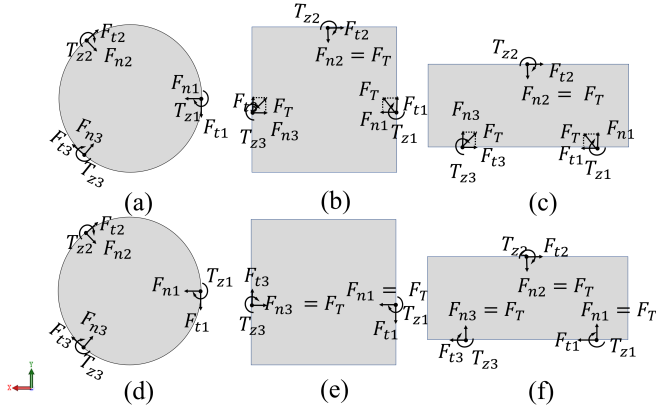 F_{t2}
T_{z2}
F_{n2}
F_{n1}
T_{z1}
F_{t1}
F_{n3}
F_{t3}
T_{z3}
(a)
T_{z2}
F_{t2}
F_{n2} = F_T
F_{t3}
F_T
F_{n3}
T_{z3}
F_T
F_{t1}
F_{n1}
T_{z1}
(b)
T_{z2}
F_{t2}
F_{n2} = F_T
F_{n3}
F_T
F_{t3}
T_{z3}
F_T
F_{n1}
F_{t1}
T_{z1}
(c)
F_{t2}
T_{z2}
F_{n2}
T_{z1}
F_{n1}
F_{t1}
F_{n3}
F_{t3}
T_{z3}
(d)
F_{t3}
F_{n3} = F_T
T_{z3}
F_{n1} = F_T
T_{z1}
F_{t1}
(e)
T_{z2}
F_{t2}
F_{n2} = F_T
F_{n3} = F_T
F_{n1} = F_T
F_{t3}
T_{z3}
F_{t1}
T_{z1}
(f)
Y
X